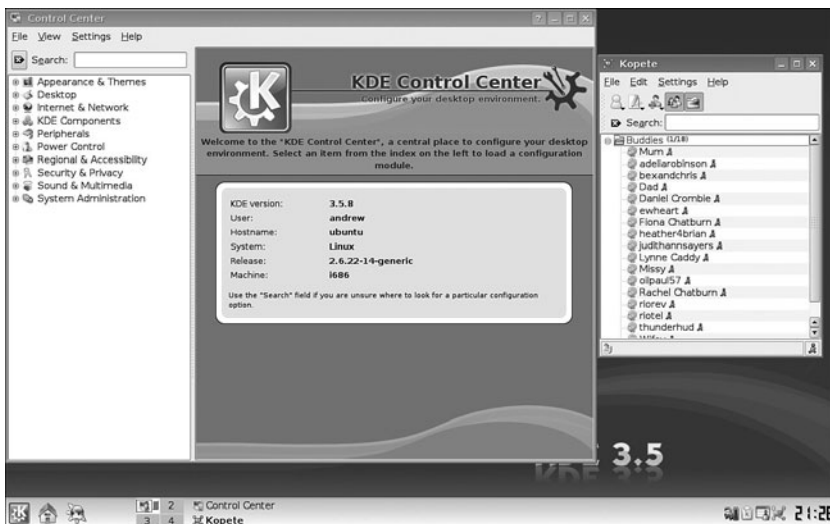 Control Center
File View Settings Help
Search:
Appearance & Themes
Desktop
Internet & Network
KDE Components
Peripherals
Power Control
Regional & Accessibility
Security & Privacy
Sound & Multimedia
System Administration
KDE Control Center
Configure your desktop environment.
Welcome to the "KDE Control Center", a central place to configure your desktop
environment. Select an item from the index on the left to load a configuration
module.
KDE version: 3.5.8
User: andrew
Hostname: ubuntu
System: Linux
Release: 2.6.22-14-generic
Machine: i686
Use the "Search" field if you are unsure where to look for a particular configuration
option.
Kopete
File Edit Settings Help
Search:
Buddies (1/18)
Mum
adellarobinson
bexandchris
Dad
Daniel Crombie
ewheart
Fiona Chatburn
heather4brian
judithannsayers
Lynne Caddy
Missy
oilpaul57
Rachel Chatburn
riorev
riotel
thunderhud
3.5
2
3 4
Control Center
Kopete
21:26